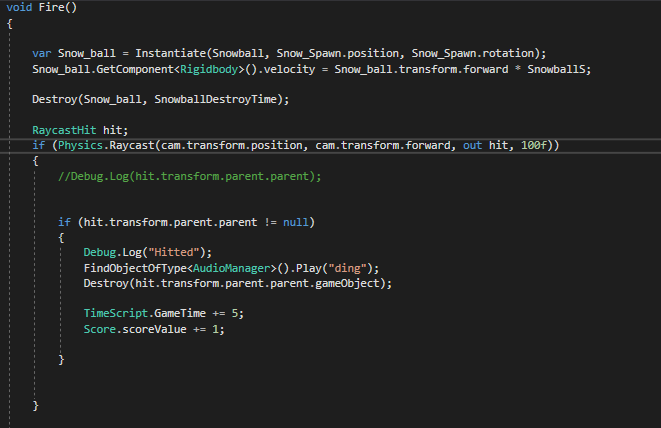 void Fire()
{
var Snow_ball = Instantiate(Snowball, Snow_Spawn.position, Snow_Spawn.rotation);
Snow_ball.GetComponent<Rigidbody>().velocity = Snow_ball.transform.forward * SnowballS;
Destroy(Snow_ball, SnowballDestroyTime);
RaycastHit hit;
if (Physics.Raycast(cam.transform.position, cam.transform.forward, out hit, 100f))
{
//Debug.Log(hit.transform.parent.parent);
if (hit.transform.parent.parent != null)
{
Debug.Log("Hitted");
FindObjectOfType<AudioManager>().Play("ding");
Destroy(hit.transform.parent.parent.gameObject);
TimeScript.GameTime += 5;
Score.scoreValue += 1;
}
}